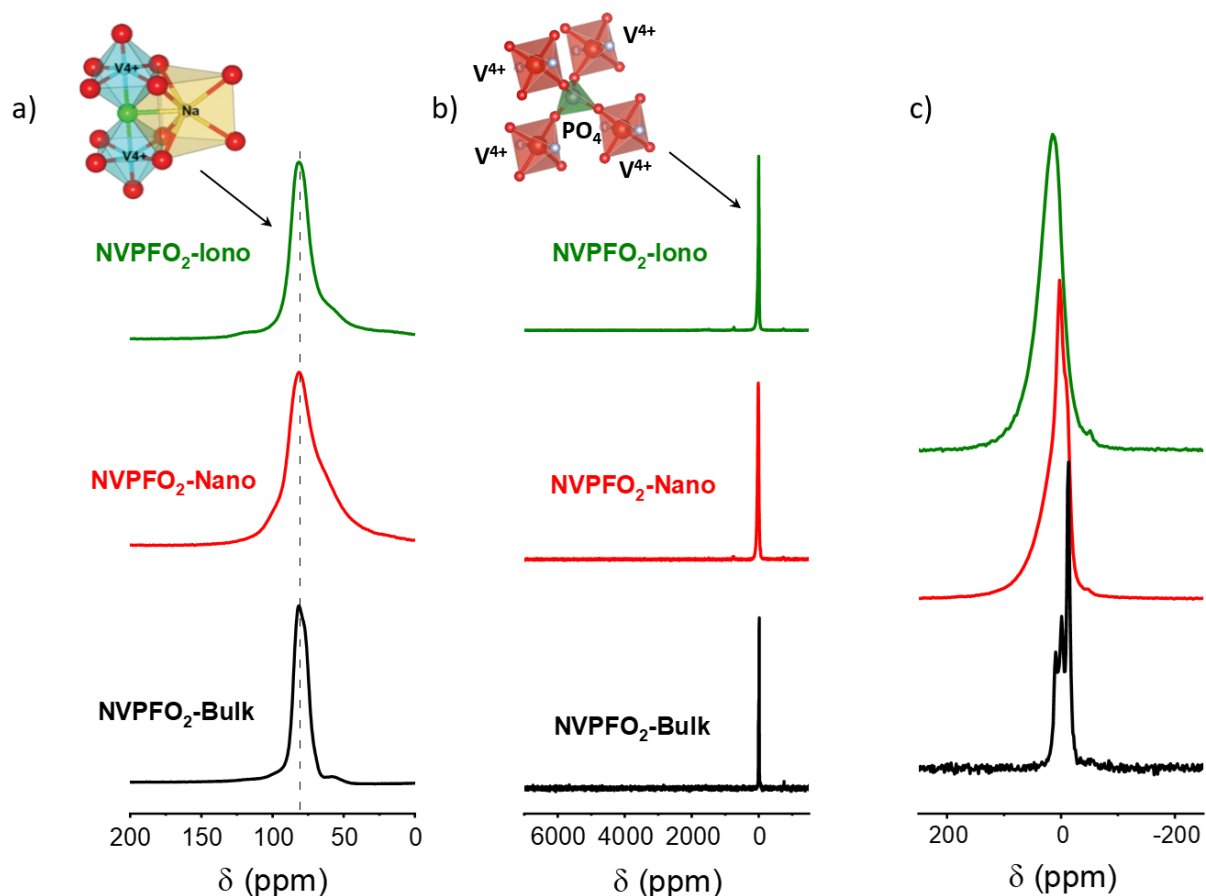 a)
V4+
Na
V4+
NVPFO₂-Iono
NVPFO₂-Nano
NVPFO₂-Bulk
200 150 100 50 0
δ (ppm)
b)
V⁴⁺
V⁴⁺
PO₄
V⁴⁺
V⁴⁺
NVPFO₂-Iono
NVPFO₂-Nano
NVPFO₂-Bulk
6000 4000 2000 0
δ (ppm)
c)
200 0 -200
δ (ppm)